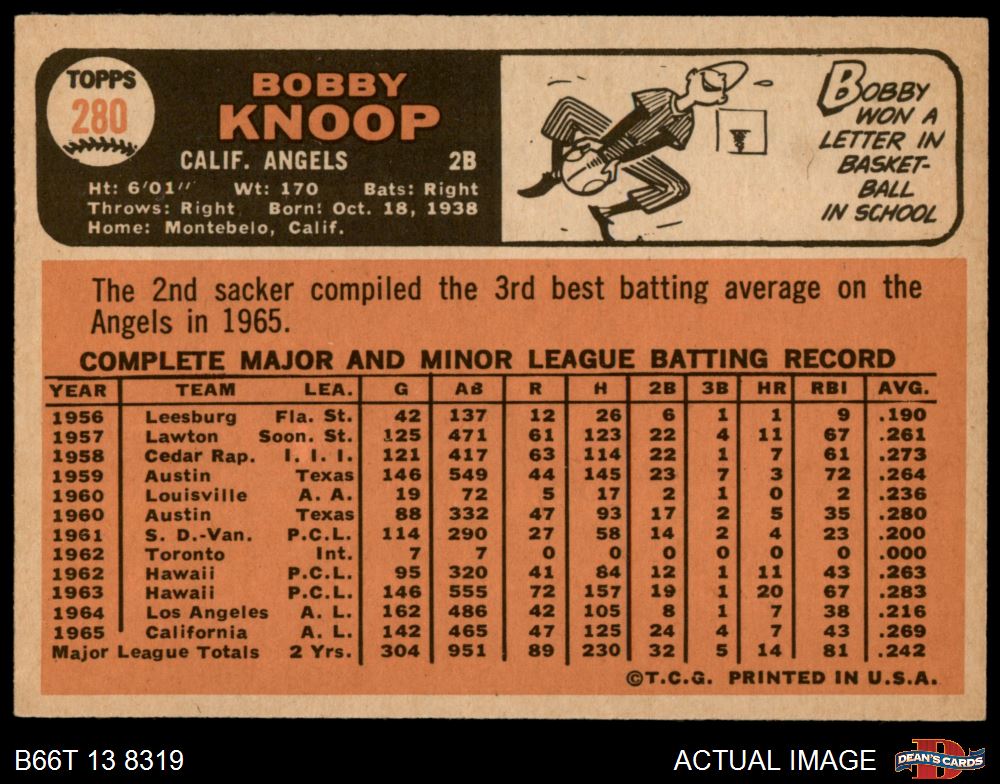 TOPPS
280
BOBBY
KNOOP
CALIF. ANGELS 2B
Ht: 6'01" Wt: 170 Bats: Right
Throws: Right Born: Oct. 18, 1938
Home: Montebelo, Calif.
BOBBY
WON A
LETTER IN
BASKET-
BALL
IN SCHOOL
The 2nd sacker compiled the 3rd best batting average on the
Angels in 1965.
COMPLETE MAJOR AND MINOR LEAGUE BATTING RECORD
YEAR TEAM LEA. G AB R H 2B 3B HR RBI AVG.
1956 Leesburg Fla. St. 42 137 12 26 6 1 1 9 .190
1957 Lawton Soon. St. 125 471 61 123 22 4 11 67 .261
1958 Cedar Rap. I. I. I. 121 417 63 114 22 1 7 61 .273
1959 Austin Texas 146 549 44 145 23 7 3 72 .264
1960 Louisville A. A. 19 72 5 17 2 1 0 2 .236
1960 Austin Texas 88 332 47 93 17 2 5 35 .280
1961 S. D.-Van. P.C.L. 114 290 27 58 14 2 4 23 .200
1962 Toronto Int. 7 7 0 0 0 0 0 0 .000
1962 Hawaii P.C.L. 95 320 41 84 12 1 11 43 .263
1963 Hawaii P.C.L. 146 555 72 157 19 1 20 67 .283
1964 Los Angeles A. L. 162 486 42 105 8 1 7 38 .216
1965 California A. L. 142 465 47 125 24 4 7 43 .269
Major League Totals 2 Yrs. 304 951 89 230 32 5 14 81 .242
©T.C.G. PRINTED IN U.S.A.
B66T 13 8319 ACTUAL IMAGE
D
DEAN'S CARDS